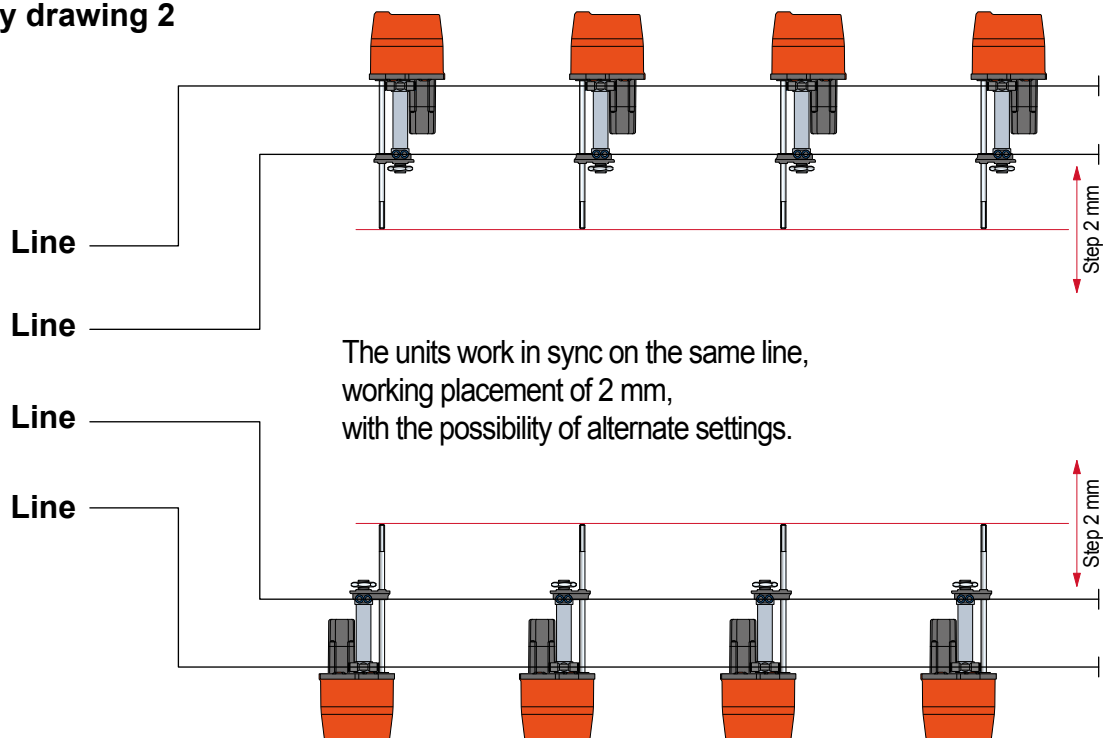 y drawing 2
Line
Line
Step 2 mm
The units work in sync on the same line,
working placement of 2 mm,
with the possibility of alternate settings.
Line
Line
Step 2 mm